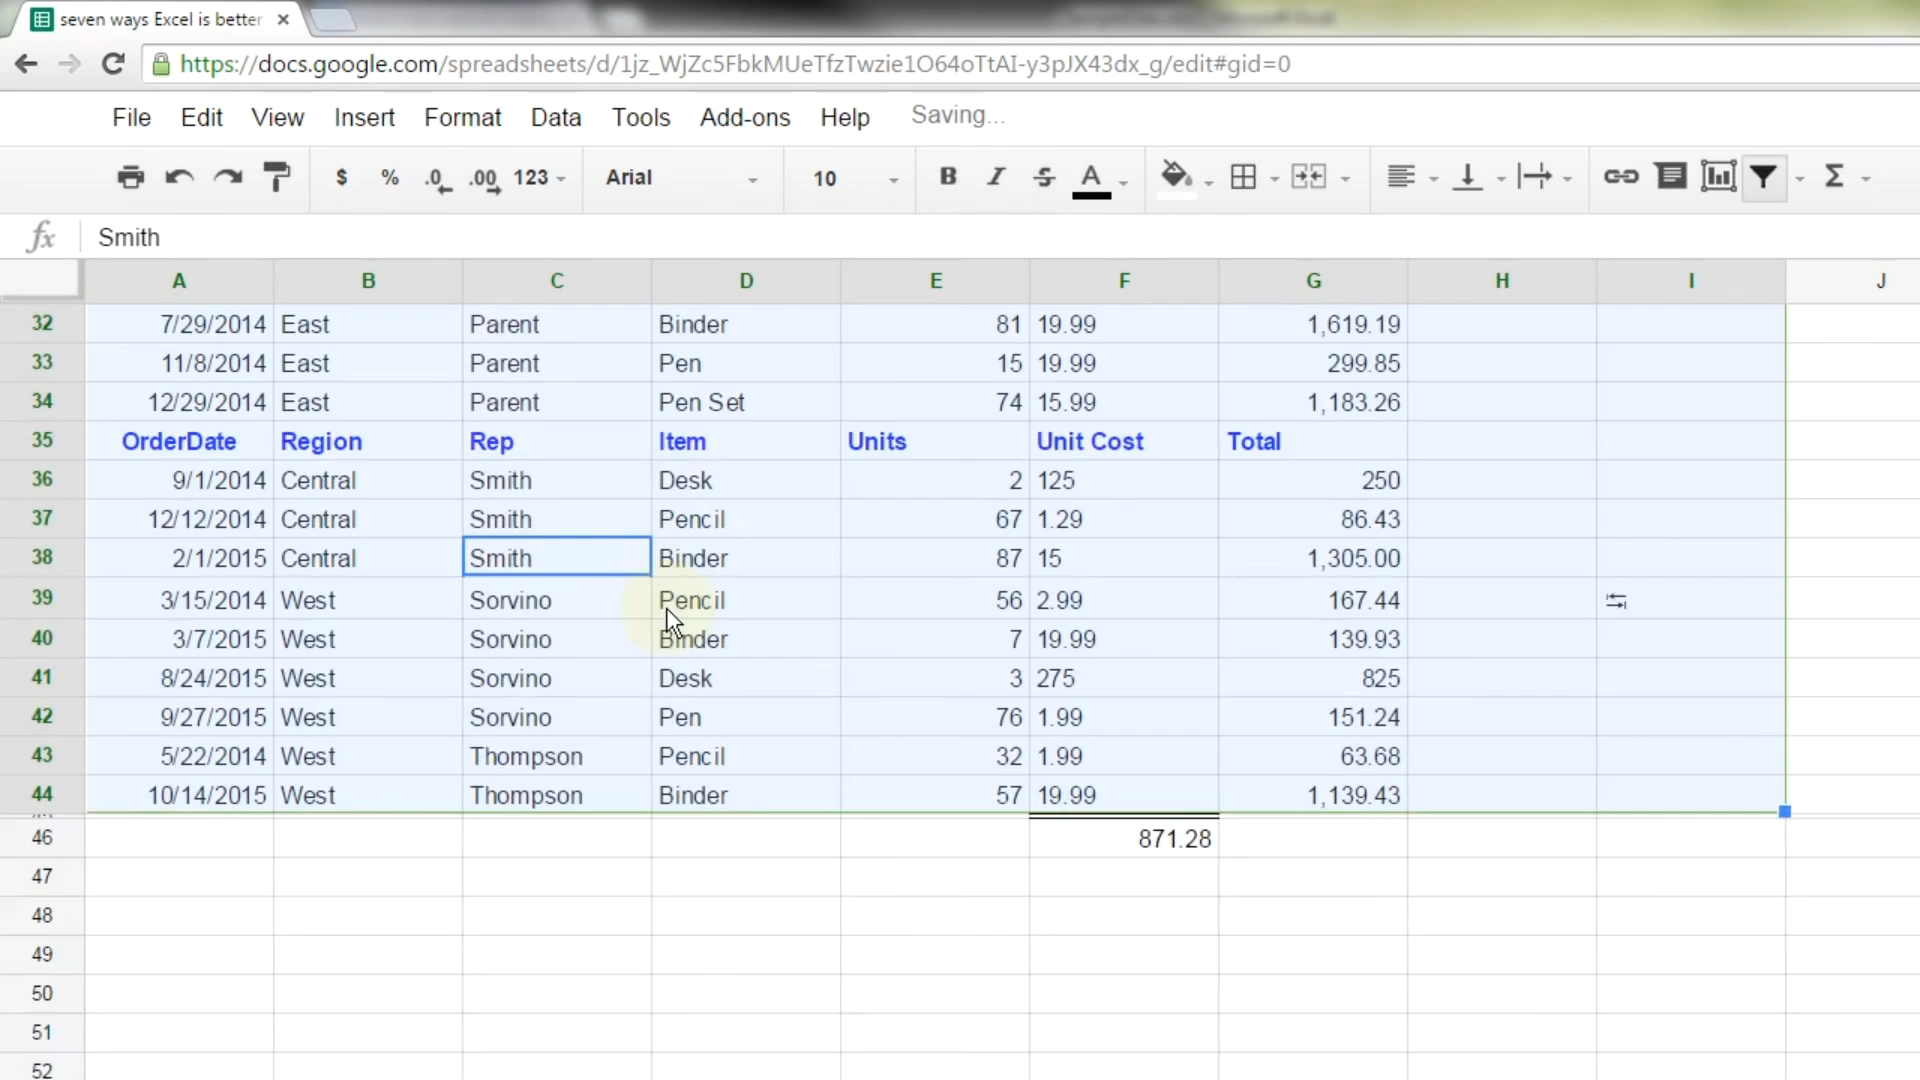 seven ways Excel is better
https://docs.google.com/spreadsheets/d/1jz_WjZc5FbkMUeTfzTwzie1O64oTtAI-y3pJX43dx_g/edit#gid=0
File Edit View Insert Format Data Tools Add-ons Help Saving...
$ % .0 .00 123 Arial 10 B I S A Σ
fx Smith
A B C D E F G H I J
32 7/29/2014 East Parent Binder 81 19.99 1,619.19
33 11/8/2014 East Parent Pen 15 19.99 299.85
34 12/29/2014 East Parent Pen Set 74 15.99 1,183.26
35 OrderDate Region Rep Item Units Unit Cost Total
36 9/1/2014 Central Smith Desk 2 125 250
37 12/12/2014 Central Smith Pencil 67 1.29 86.43
38 2/1/2015 Central Smith Binder 87 15 1,305.00
39 3/15/2014 West Sorvino Pencil 56 2.99 167.44
40 3/7/2015 West Sorvino Binder 7 19.99 139.93
41 8/24/2015 West Sorvino Desk 3 275 825
42 9/27/2015 West Sorvino Pen 76 1.99 151.24
43 5/22/2014 West Thompson Pencil 32 1.99 63.68
44 10/14/2015 West Thompson Binder 57 19.99 1,139.43
46 871.28
47
48
49
50
51
52